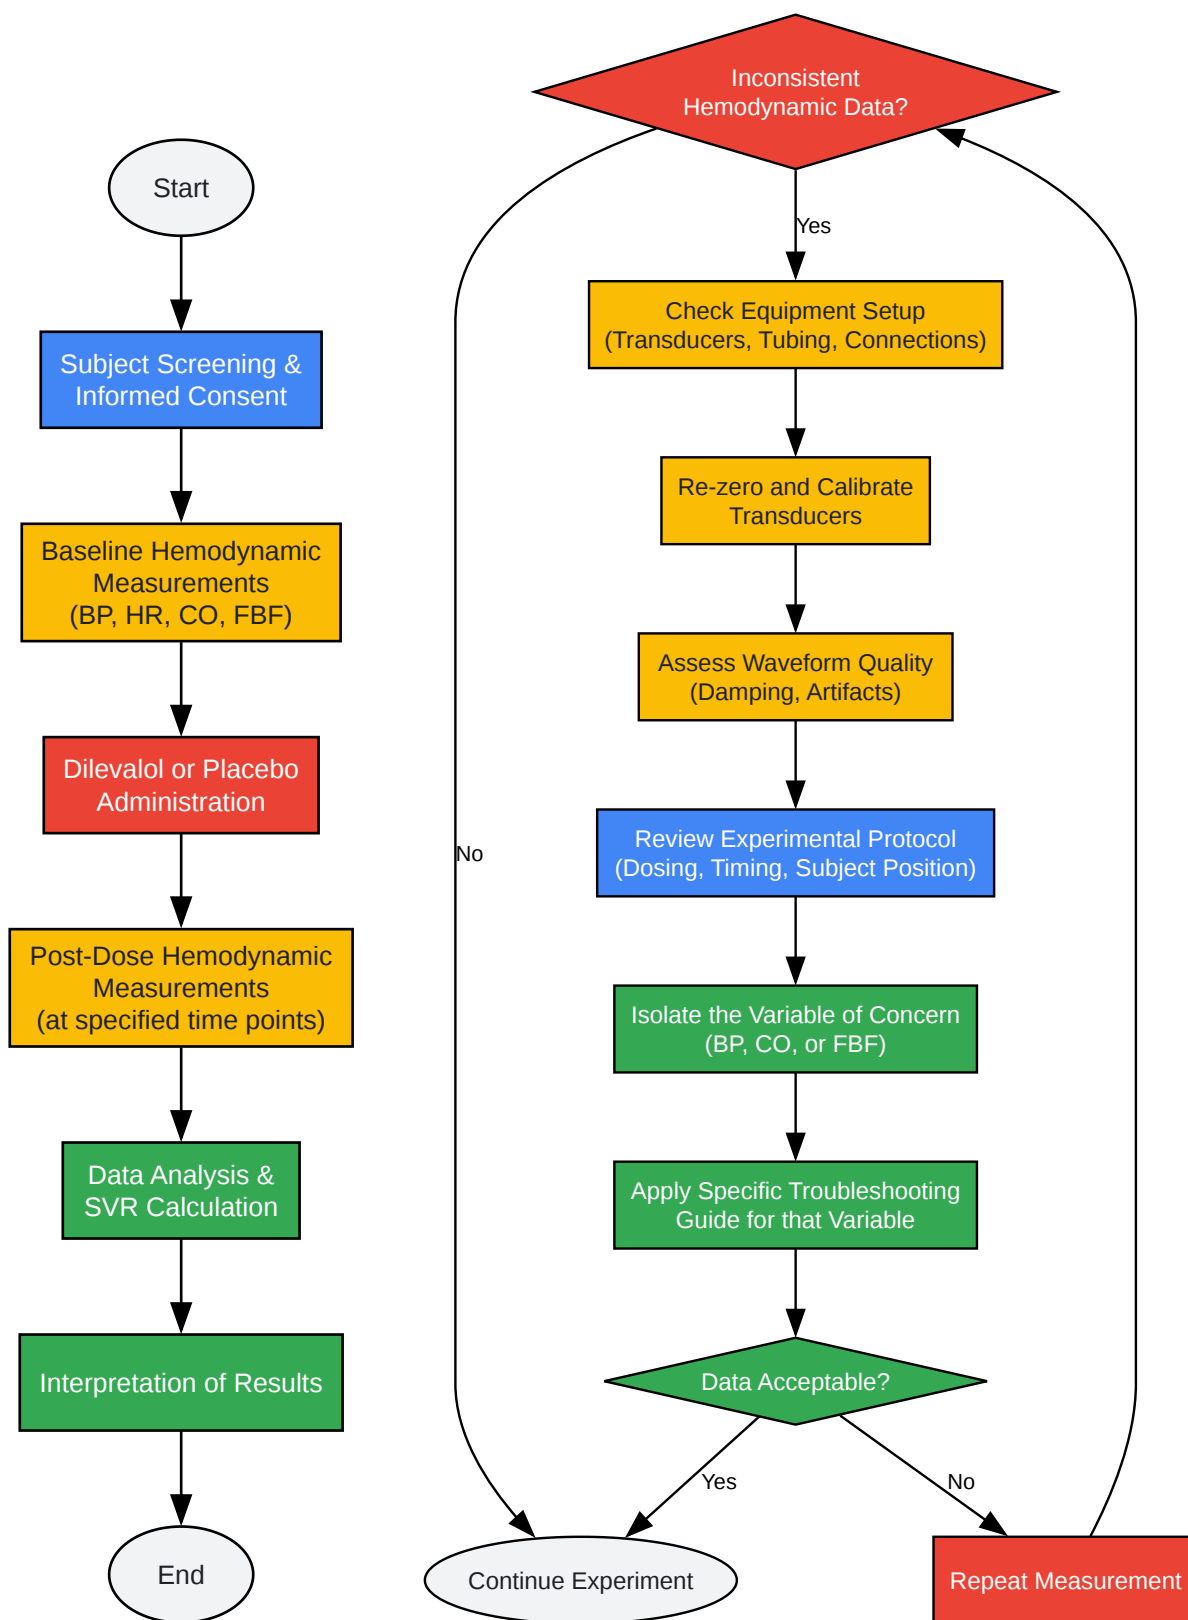 Start
Subject Screening &
Informed Consent
Baseline Hemodynamic
Measurements
(BP, HR, CO, FBF)
Dilevalol or Placebo
Administration
Post-Dose Hemodynamic
Measurements
(at specified time points)
Data Analysis &
SVR Calculation
Interpretation of Results
End
Inconsistent
Hemodynamic Data?
Yes
Check Equipment Setup
(Transducers, Tubing, Connections)
Re-zero and Calibrate
Transducers
Assess Waveform Quality
(Damping, Artifacts)
Review Experimental Protocol
(Dosing, Timing, Subject Position)
No
Isolate the Variable of Concern
(BP, CO, or FBF)
Apply Specific Troubleshooting
Guide for that Variable
Data Acceptable?
Yes
No
Continue Experiment
Repeat Measurement